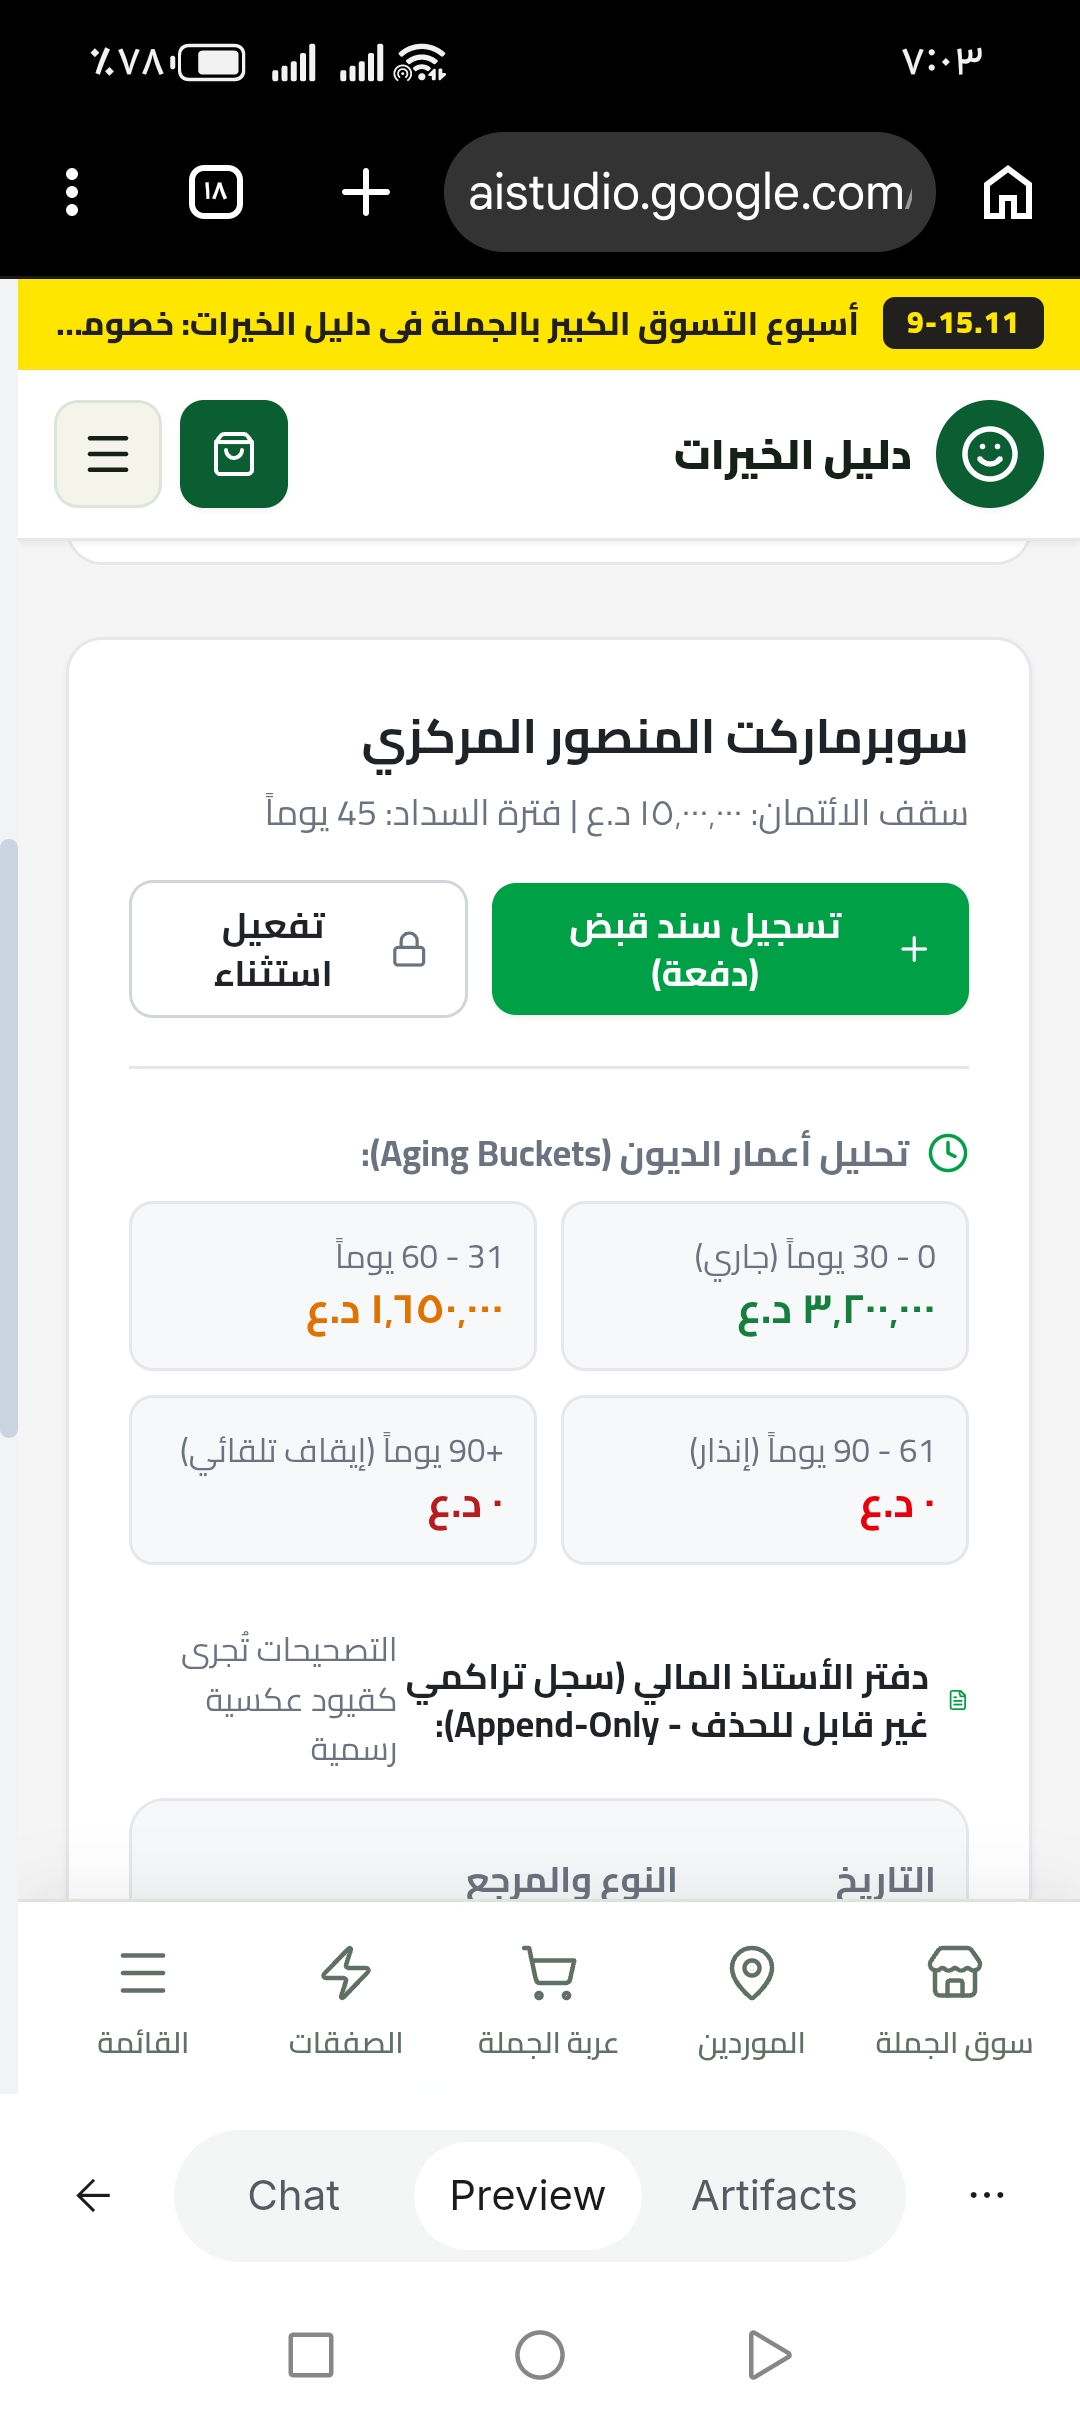 ٪٧٨
٧:٠٣
١٨
aistudio.google.com/
9-15.11
أسبوع التسوق الكبير بالجملة في دليل الخيرات: خصومـ...
دليل الخيرات
سوبرماركت المنصور المركزي
سقف الائتمان: ١٥,٠٠٠,٠٠٠ د.ع | فترة السداد: 45 يوماً
تسجيل سند قبض
(دفعة)
تفعيل
استثناء
تحليل أعمار الديون (Aging Buckets):
0 - 30 يوماً (جاري)
٣,٢٠٠,٠٠٠ د.ع
31 - 60 يوماً
١,٦٥٠,٠٠٠ د.ع
61 - 90 يوماً (إنذار)
٠ د.ع
+90 يوماً (إيقاف تلقائي)
٠ د.ع
دفتر الأستاذ المالي (سجل تراكمي
غير قابل للحذف - Append-Only):
التصحيحات تُجرى
كقيود عكسية
رسمية
التاريخ
النوع والمرجع
سوق الجملة
الموردين
عربة الجملة
الصفقات
القائمة
Chat
Preview
Artifacts